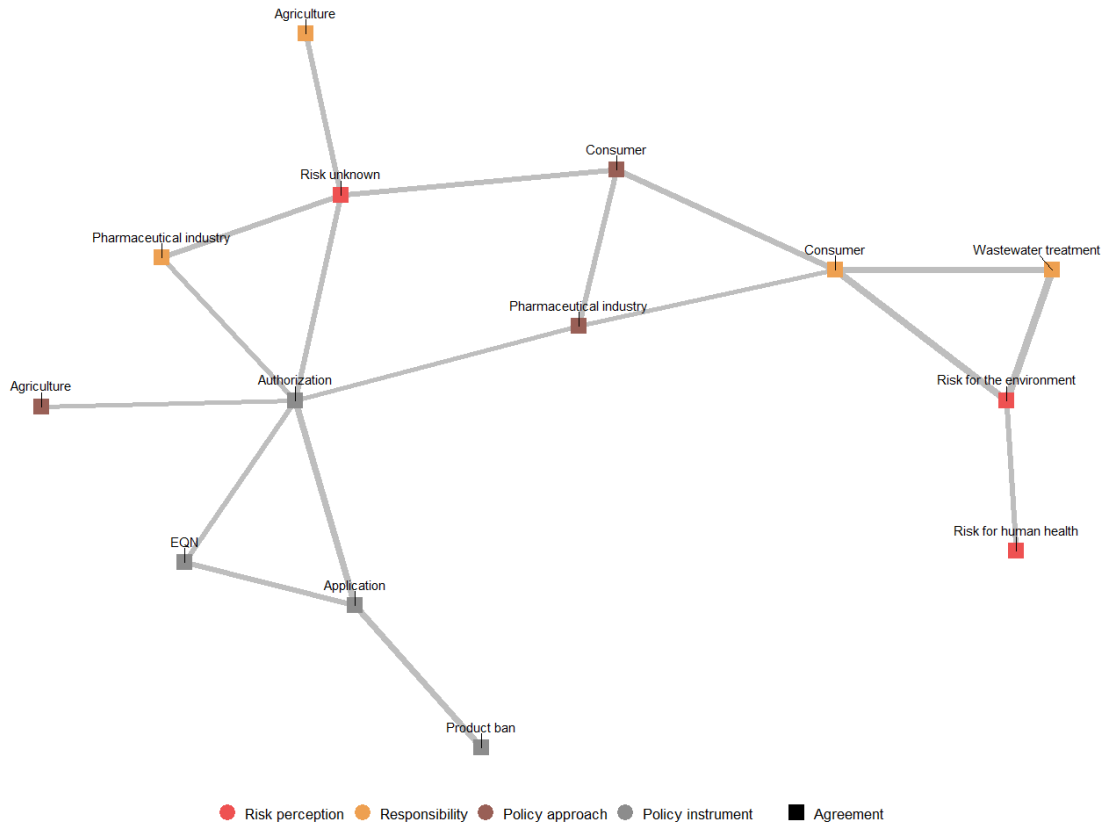 Agriculture
Consumer
Risk unknown
Pharmaceutical industry
Consumer
Wastewater treatment
Pharmaceutical industry
Agriculture
Authorization
Risk for the environment
Risk for human health
EQN
Application
Product ban
Risk perception Responsibility Policy approach Policy instrument Agreement